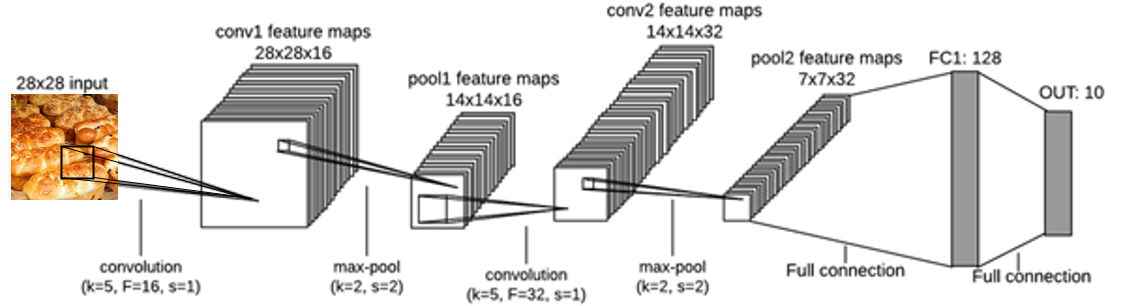 28x28 input
conv1 feature maps
28x28x16
pool1 feature maps
14x14x16
conv2 feature maps
14x14x32
pool2 feature maps
7x7x32
FC1: 128
OUT: 10
convolution
(k=5, F=16, s=1)
max-pool
(k=2, s=2)
convolution
(k=5, F=32, s=1)
max-pool
(k=2, s=2)
Full connection
Full connection